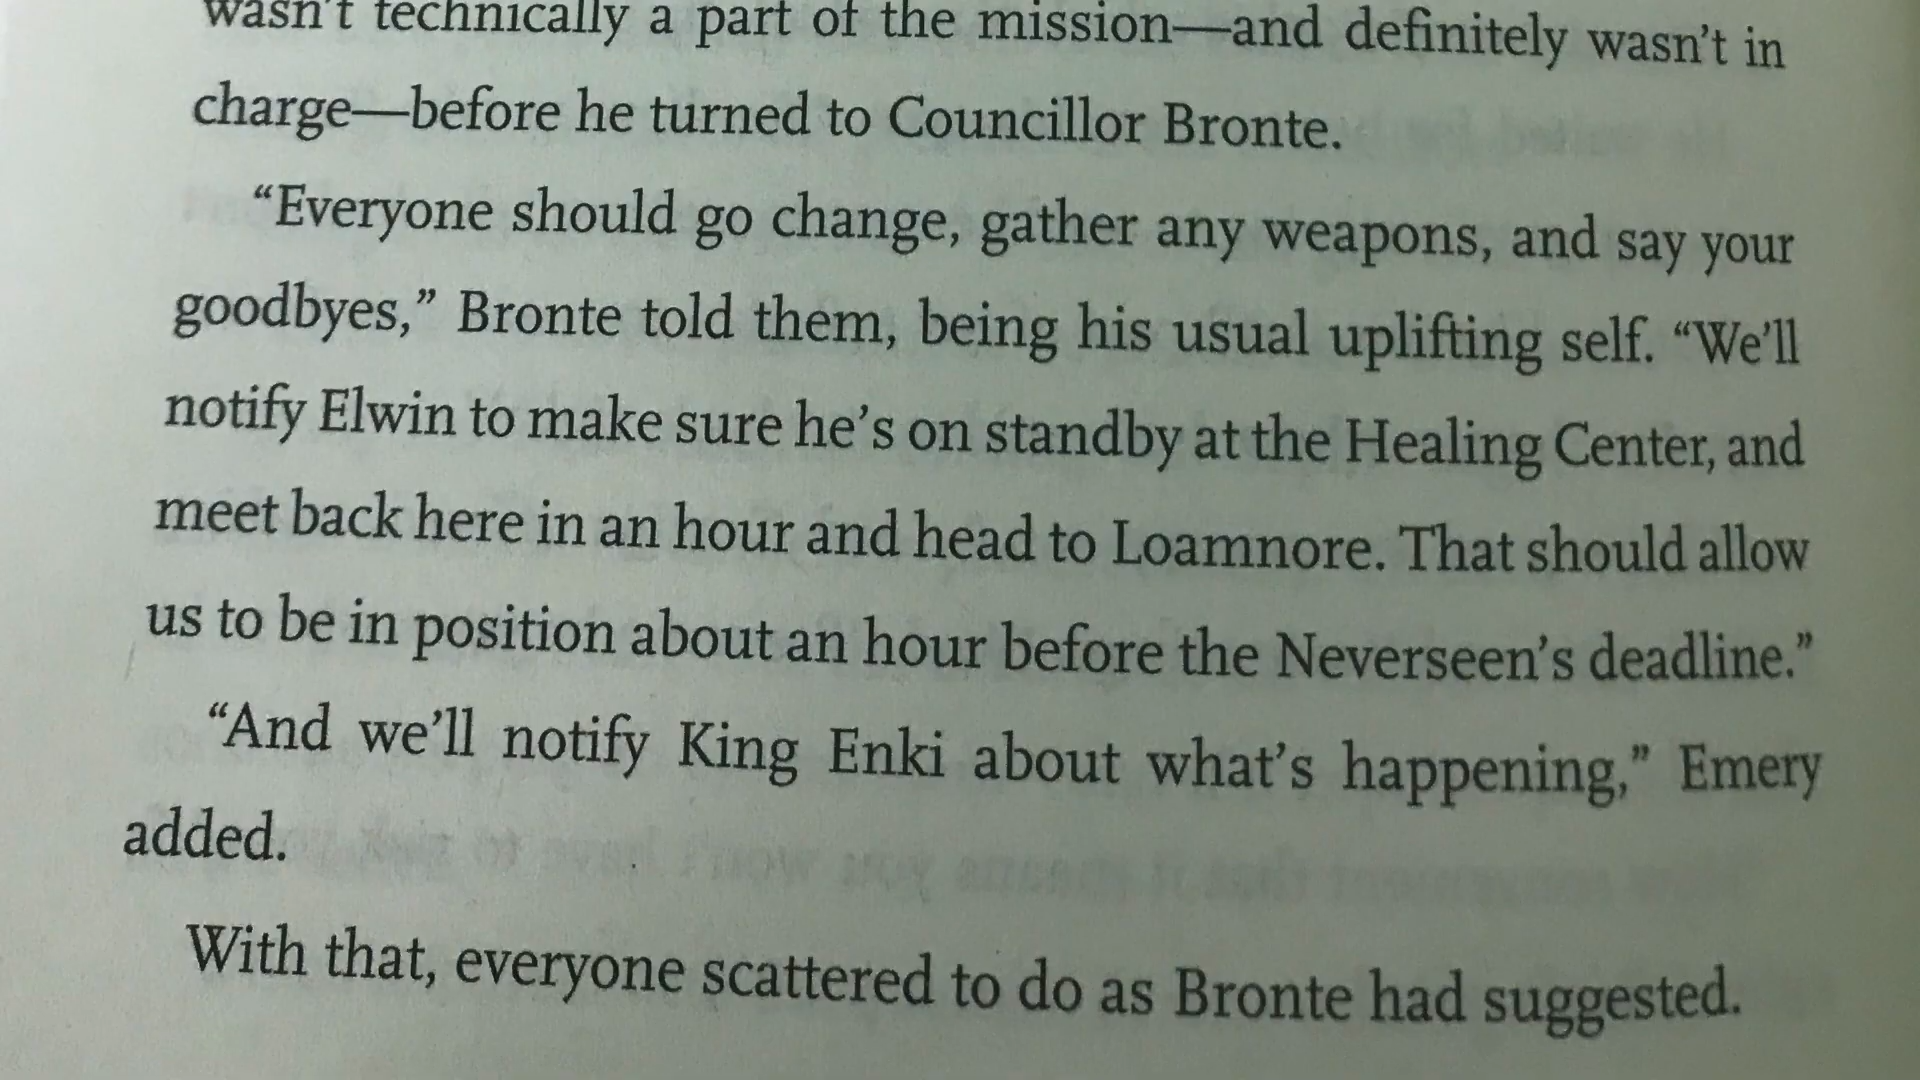 wasn't technically a part of the mission—and definitely wasn't in
charge—before he turned to Councillor Bronte.
“Everyone should go change, gather any weapons, and say your
goodbyes,” Bronte told them, being his usual uplifting self. “We'll
notify Elwin to make sure he's on standby at the Healing Center, and
meet back here in an hour and head to Loamnore. That should allow
us to be in position about an hour before the Neverseen's deadline.”
“And we'll notify King Enki about what's happening,” Emery
added.
With that, everyone scattered to do as Bronte had suggested.